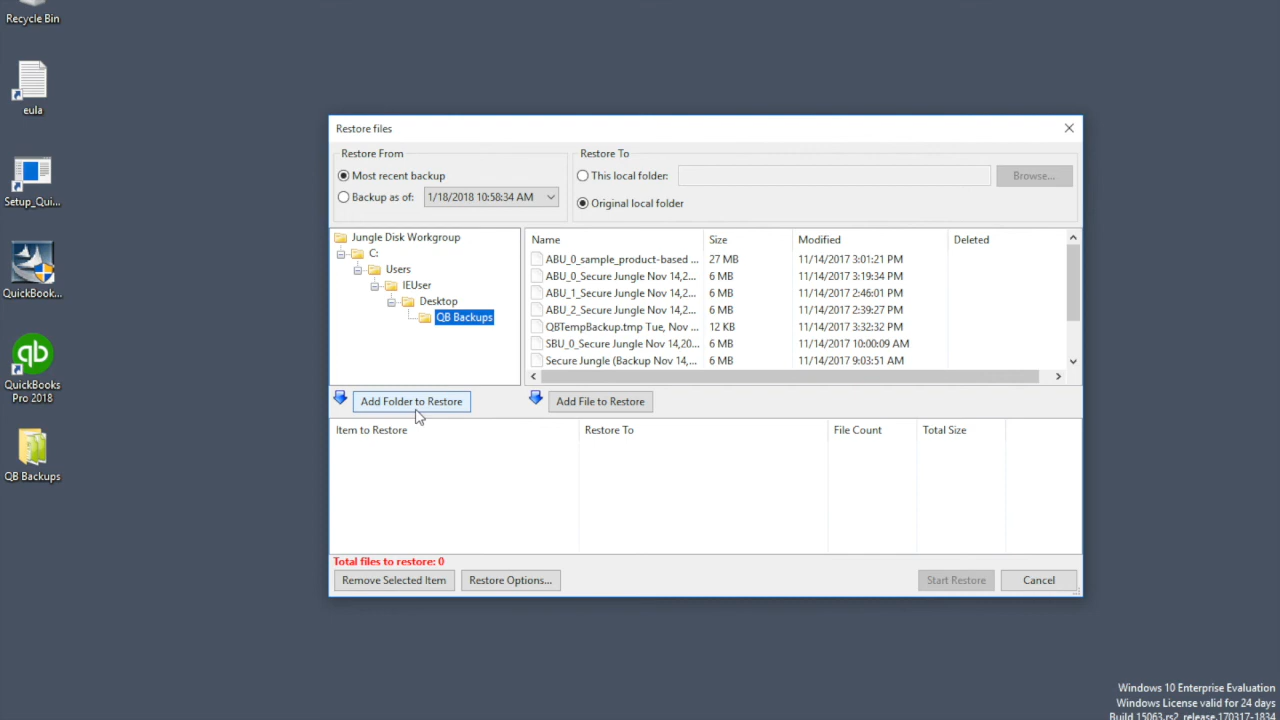 Recycle Bin
eula
Setup_Qui...
QuickBook...
QuickBooks
Pro 2018
QB Backups
Restore files
Restore From
Most recent backup
Backup as of: 1/18/2018 10:58:34 AM
Restore To
This local folder: Browse...
Original local folder
Jungle Disk Workgroup
C:
Users
IEUser
Desktop
QB Backups
Name Size Modified Deleted
ABU_0_sample_product-based ... 27 MB 11/14/2017 3:01:21 PM
ABU_0_Secure Jungle Nov 14,2... 6 MB 11/14/2017 3:19:34 PM
ABU_1_Secure Jungle Nov 14,2... 6 MB 11/14/2017 2:46:01 PM
ABU_2_Secure Jungle Nov 14,2... 6 MB 11/14/2017 2:39:27 PM
QBTempBackup.tmp Tue, Nov ... 12 KB 11/14/2017 3:32:32 PM
SBU_0_Secure Jungle Nov 14,20... 6 MB 11/14/2017 10:00:09 AM
Secure Jungle (Backup Nov 14,... 6 MB 11/14/2017 9:03:51 AM
Add Folder to Restore Add File to Restore
Item to Restore Restore To File Count Total Size
Total files to restore: 0
Remove Selected Item Restore Options... Start Restore Cancel
Windows 10 Enterprise Evaluation
Windows License valid for 24 days
Build 15063.rs2_release.170317-1834